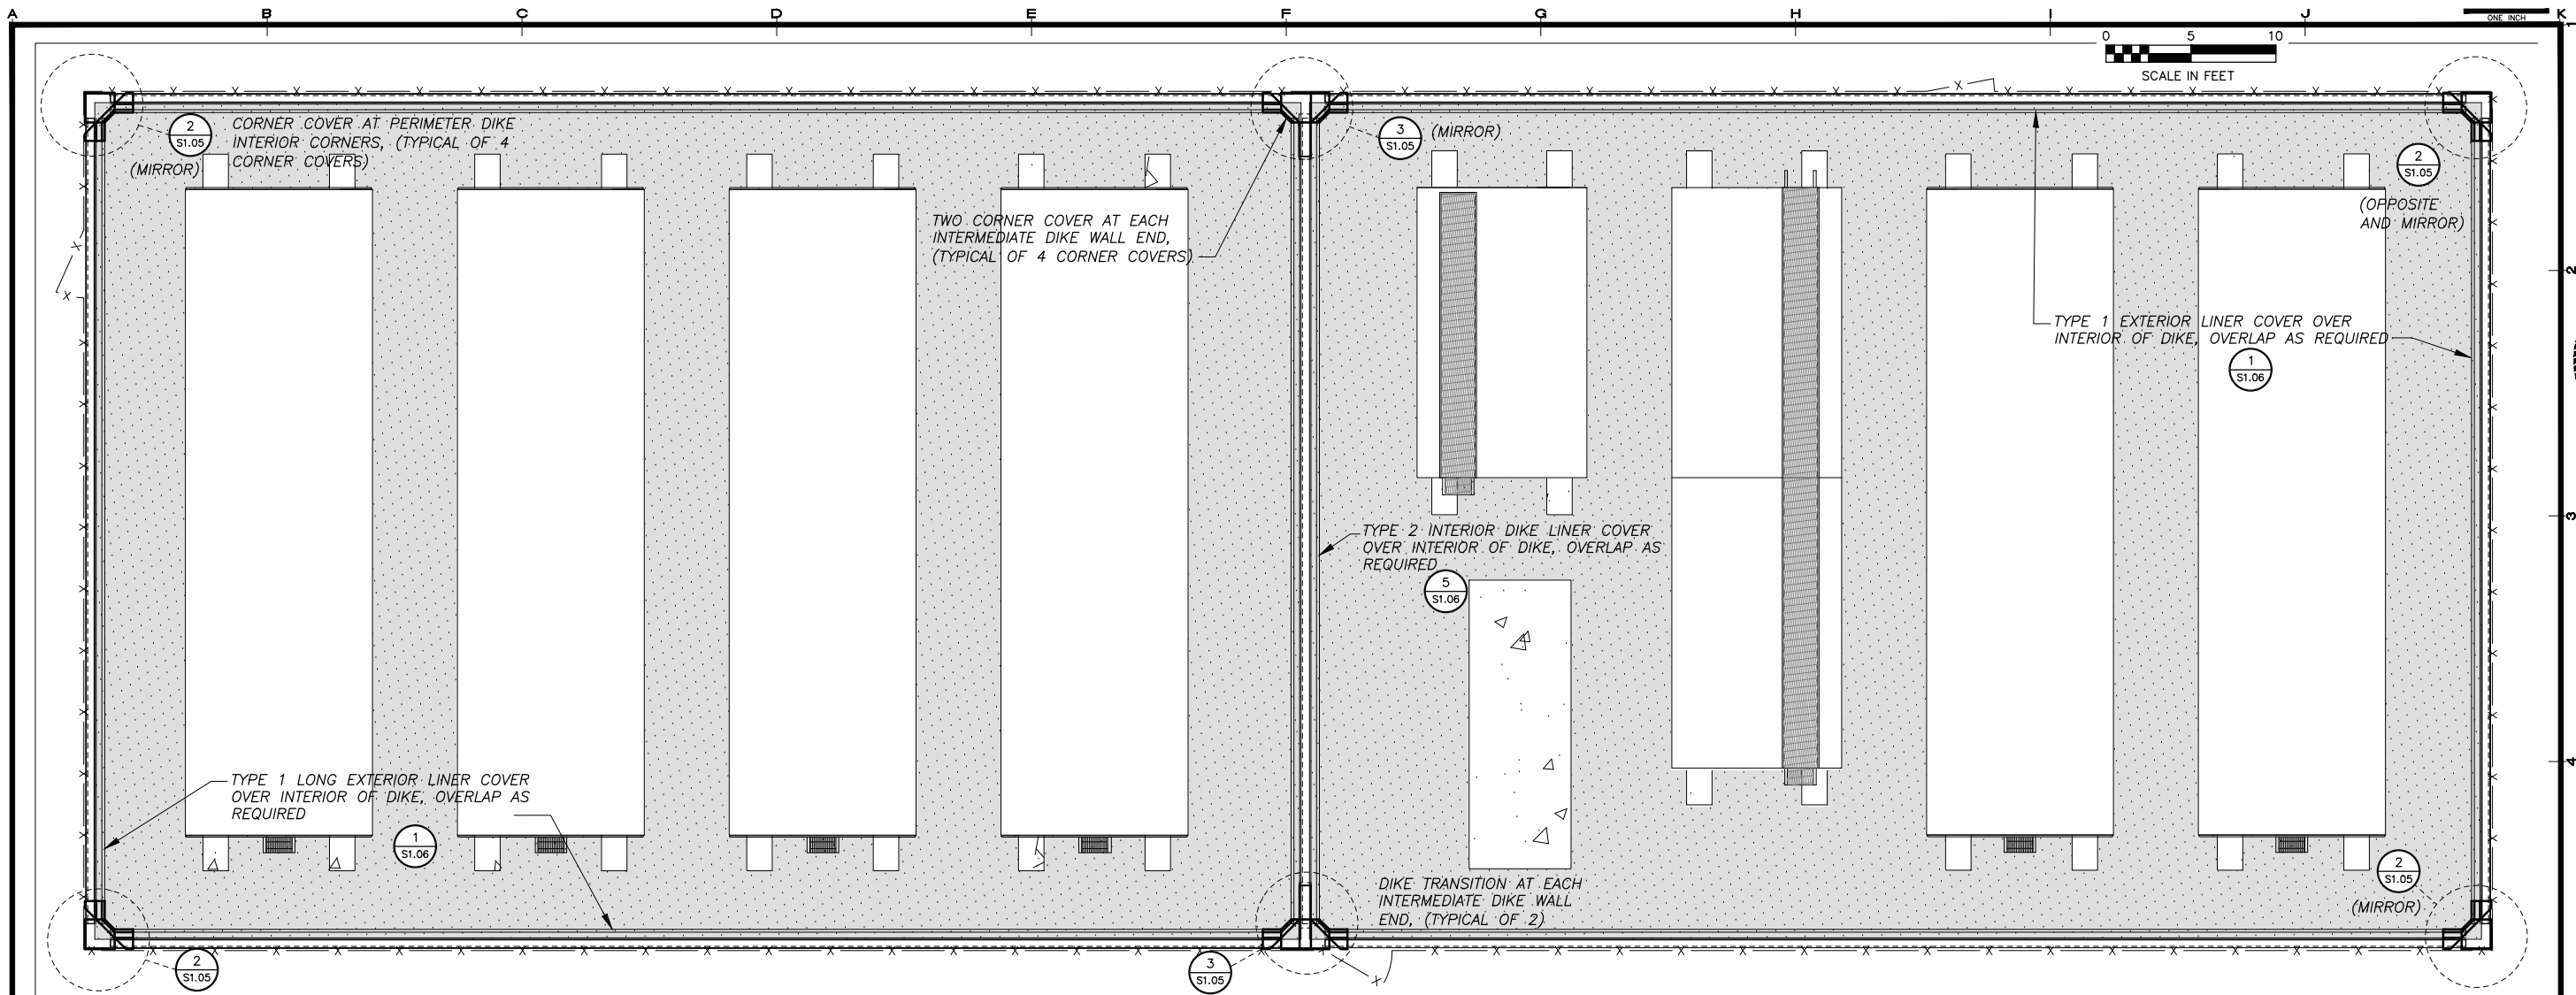 A B C D E F G H I J K
ONE INCH
1
0 5 10
SCALE IN FEET
X
2
S1.05
CORNER COVER AT PERIMETER DIKE
INTERIOR CORNERS, (TYPICAL OF 4
CORNER COVERS)
(MIRROR)
3
S1.05
(MIRROR)
2
S1.05
(OPPOSITE
AND MIRROR)
TWO CORNER COVER AT EACH
INTERMEDIATE DIKE WALL END,
(TYPICAL OF 4 CORNER COVERS)
X
X
2
TYPE 1 EXTERIOR LINER COVER OVER
INTERIOR OF DIKE, OVERLAP AS REQUIRED
1
S1.06
3
TYPE 2 INTERIOR DIKE LINER COVER
OVER INTERIOR OF DIKE, OVERLAP AS
REQUIRED
5
S1.06
4
TYPE 1 LONG EXTERIOR LINER COVER
OVER INTERIOR OF DIKE, OVERLAP AS
REQUIRED
1
S1.06
DIKE TRANSITION AT EACH
INTERMEDIATE DIKE WALL
END, (TYPICAL OF 2)
2
S1.05
(MIRROR)
2
S1.05
3
S1.05
X